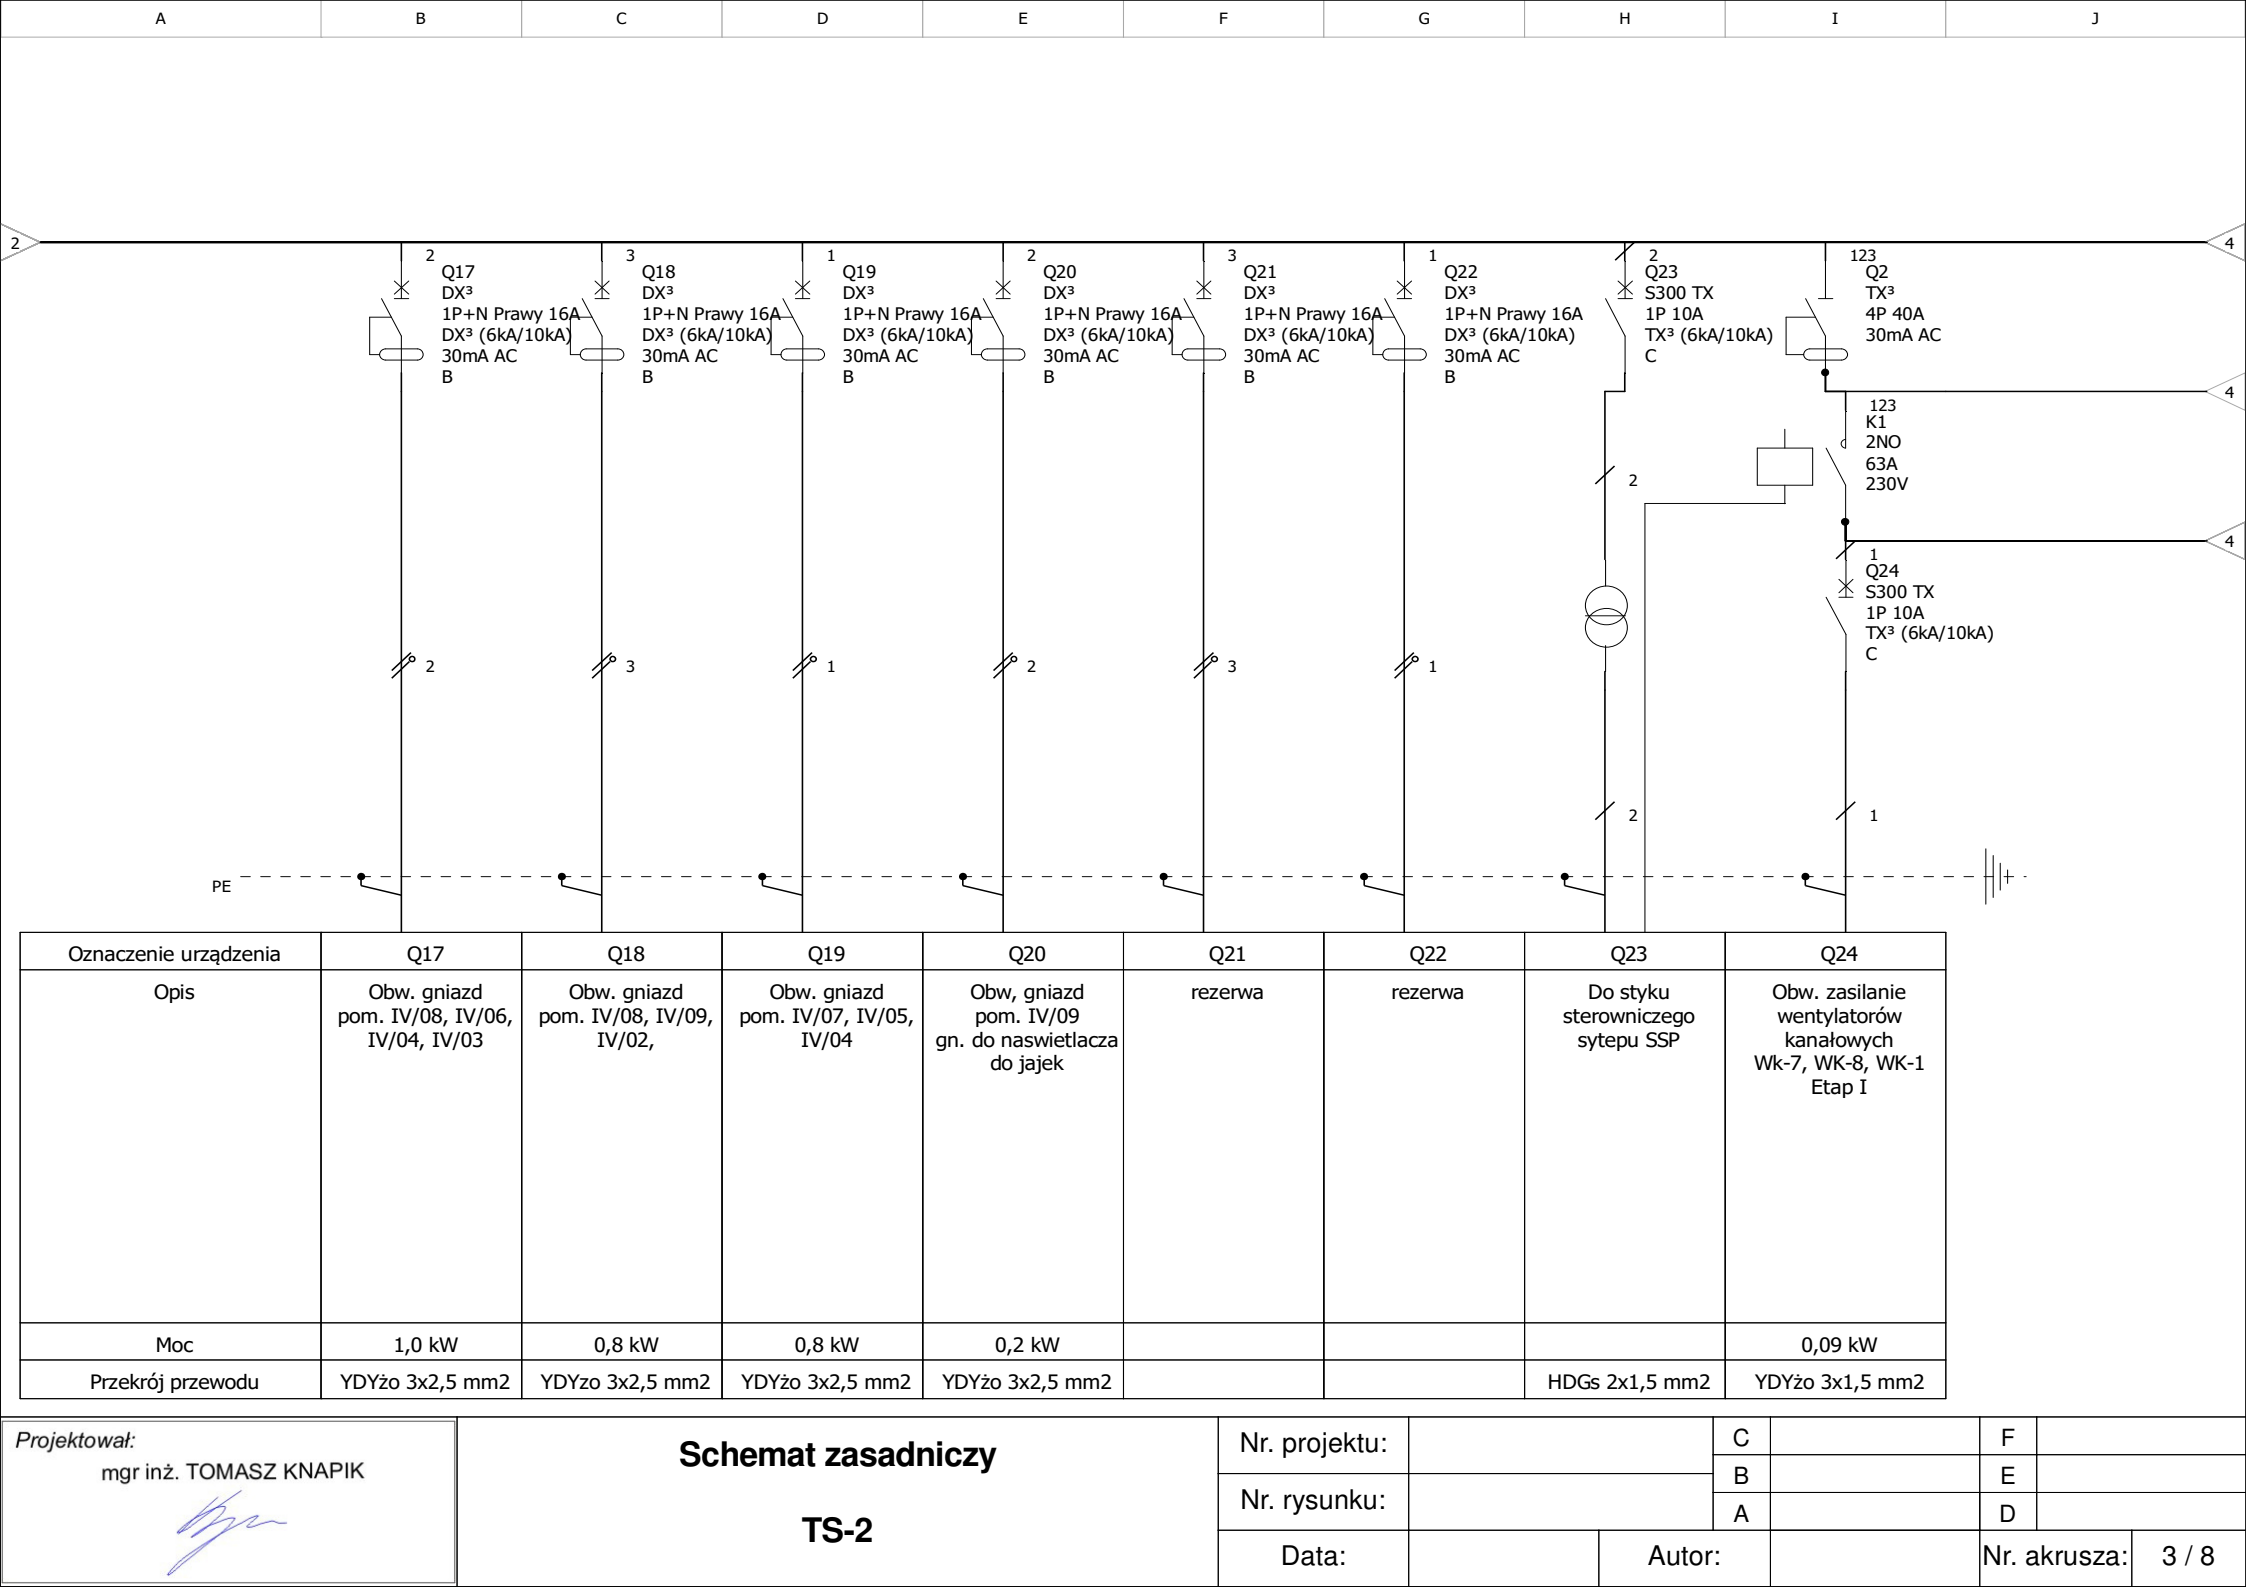 A B C D E F G H I J
2
4
2
Q17
DX³
1P+N Prawy 16A
DX³ (6kA/10kA)
30mA AC
B
3
Q18
DX³
1P+N Prawy 16A
DX³ (6kA/10kA)
30mA AC
B
1
Q19
DX³
1P+N Prawy 16A
DX³ (6kA/10kA)
30mA AC
B
2
Q20
DX³
1P+N Prawy 16A
DX³ (6kA/10kA)
30mA AC
B
3
Q21
DX³
1P+N Prawy 16A
DX³ (6kA/10kA)
30mA AC
B
1
Q22
DX³
1P+N Prawy 16A
DX³ (6kA/10kA)
30mA AC
B
2
Q23
S300 TX
1P 10A
TX³ (6kA/10kA)
C
123
Q2
TX³
4P 40A
30mA AC
4
123
K1
2NO
63A
230V
2
4
1
Q24
S300 TX
1P 10A
TX³ (6kA/10kA)
C
2 3 1 2 3 1
2 1
PE
Oznaczenie urządzenia Q17 Q18 Q19 Q20 Q21 Q22 Q23 Q24
Opis
Obw. gniazd
pom. IV/08, IV/06,
IV/04, IV/03
Obw. gniazd
pom. IV/08, IV/09,
IV/02,
Obw. gniazd
pom. IV/07, IV/05,
IV/04
Obw, gniazd
pom. IV/09
gn. do naswietlacza
do jajek
rezerwa
rezerwa
Do styku
sterowniczego
sytepu SSP
Obw. zasilanie
wentylatorów
kanałowych
Wk-7, WK-8, WK-1
Etap I
Moc 1,0 kW 0,8 kW 0,8 kW 0,2 kW 0,09 kW
Przekrój przewodu YDYżo 3x2,5 mm2 YDYzo 3x2,5 mm2 YDYżo 3x2,5 mm2 YDYżo 3x2,5 mm2 HDGs 2x1,5 mm2 YDYżo 3x1,5 mm2
Projektował:
mgr inż. TOMASZ KNAPIK
Schemat zasadniczy
TS-2
Nr. projektu:
Nr. rysunku:
Data:
Autor:
C F
B E
A D
Nr. akrusza: 3 / 8